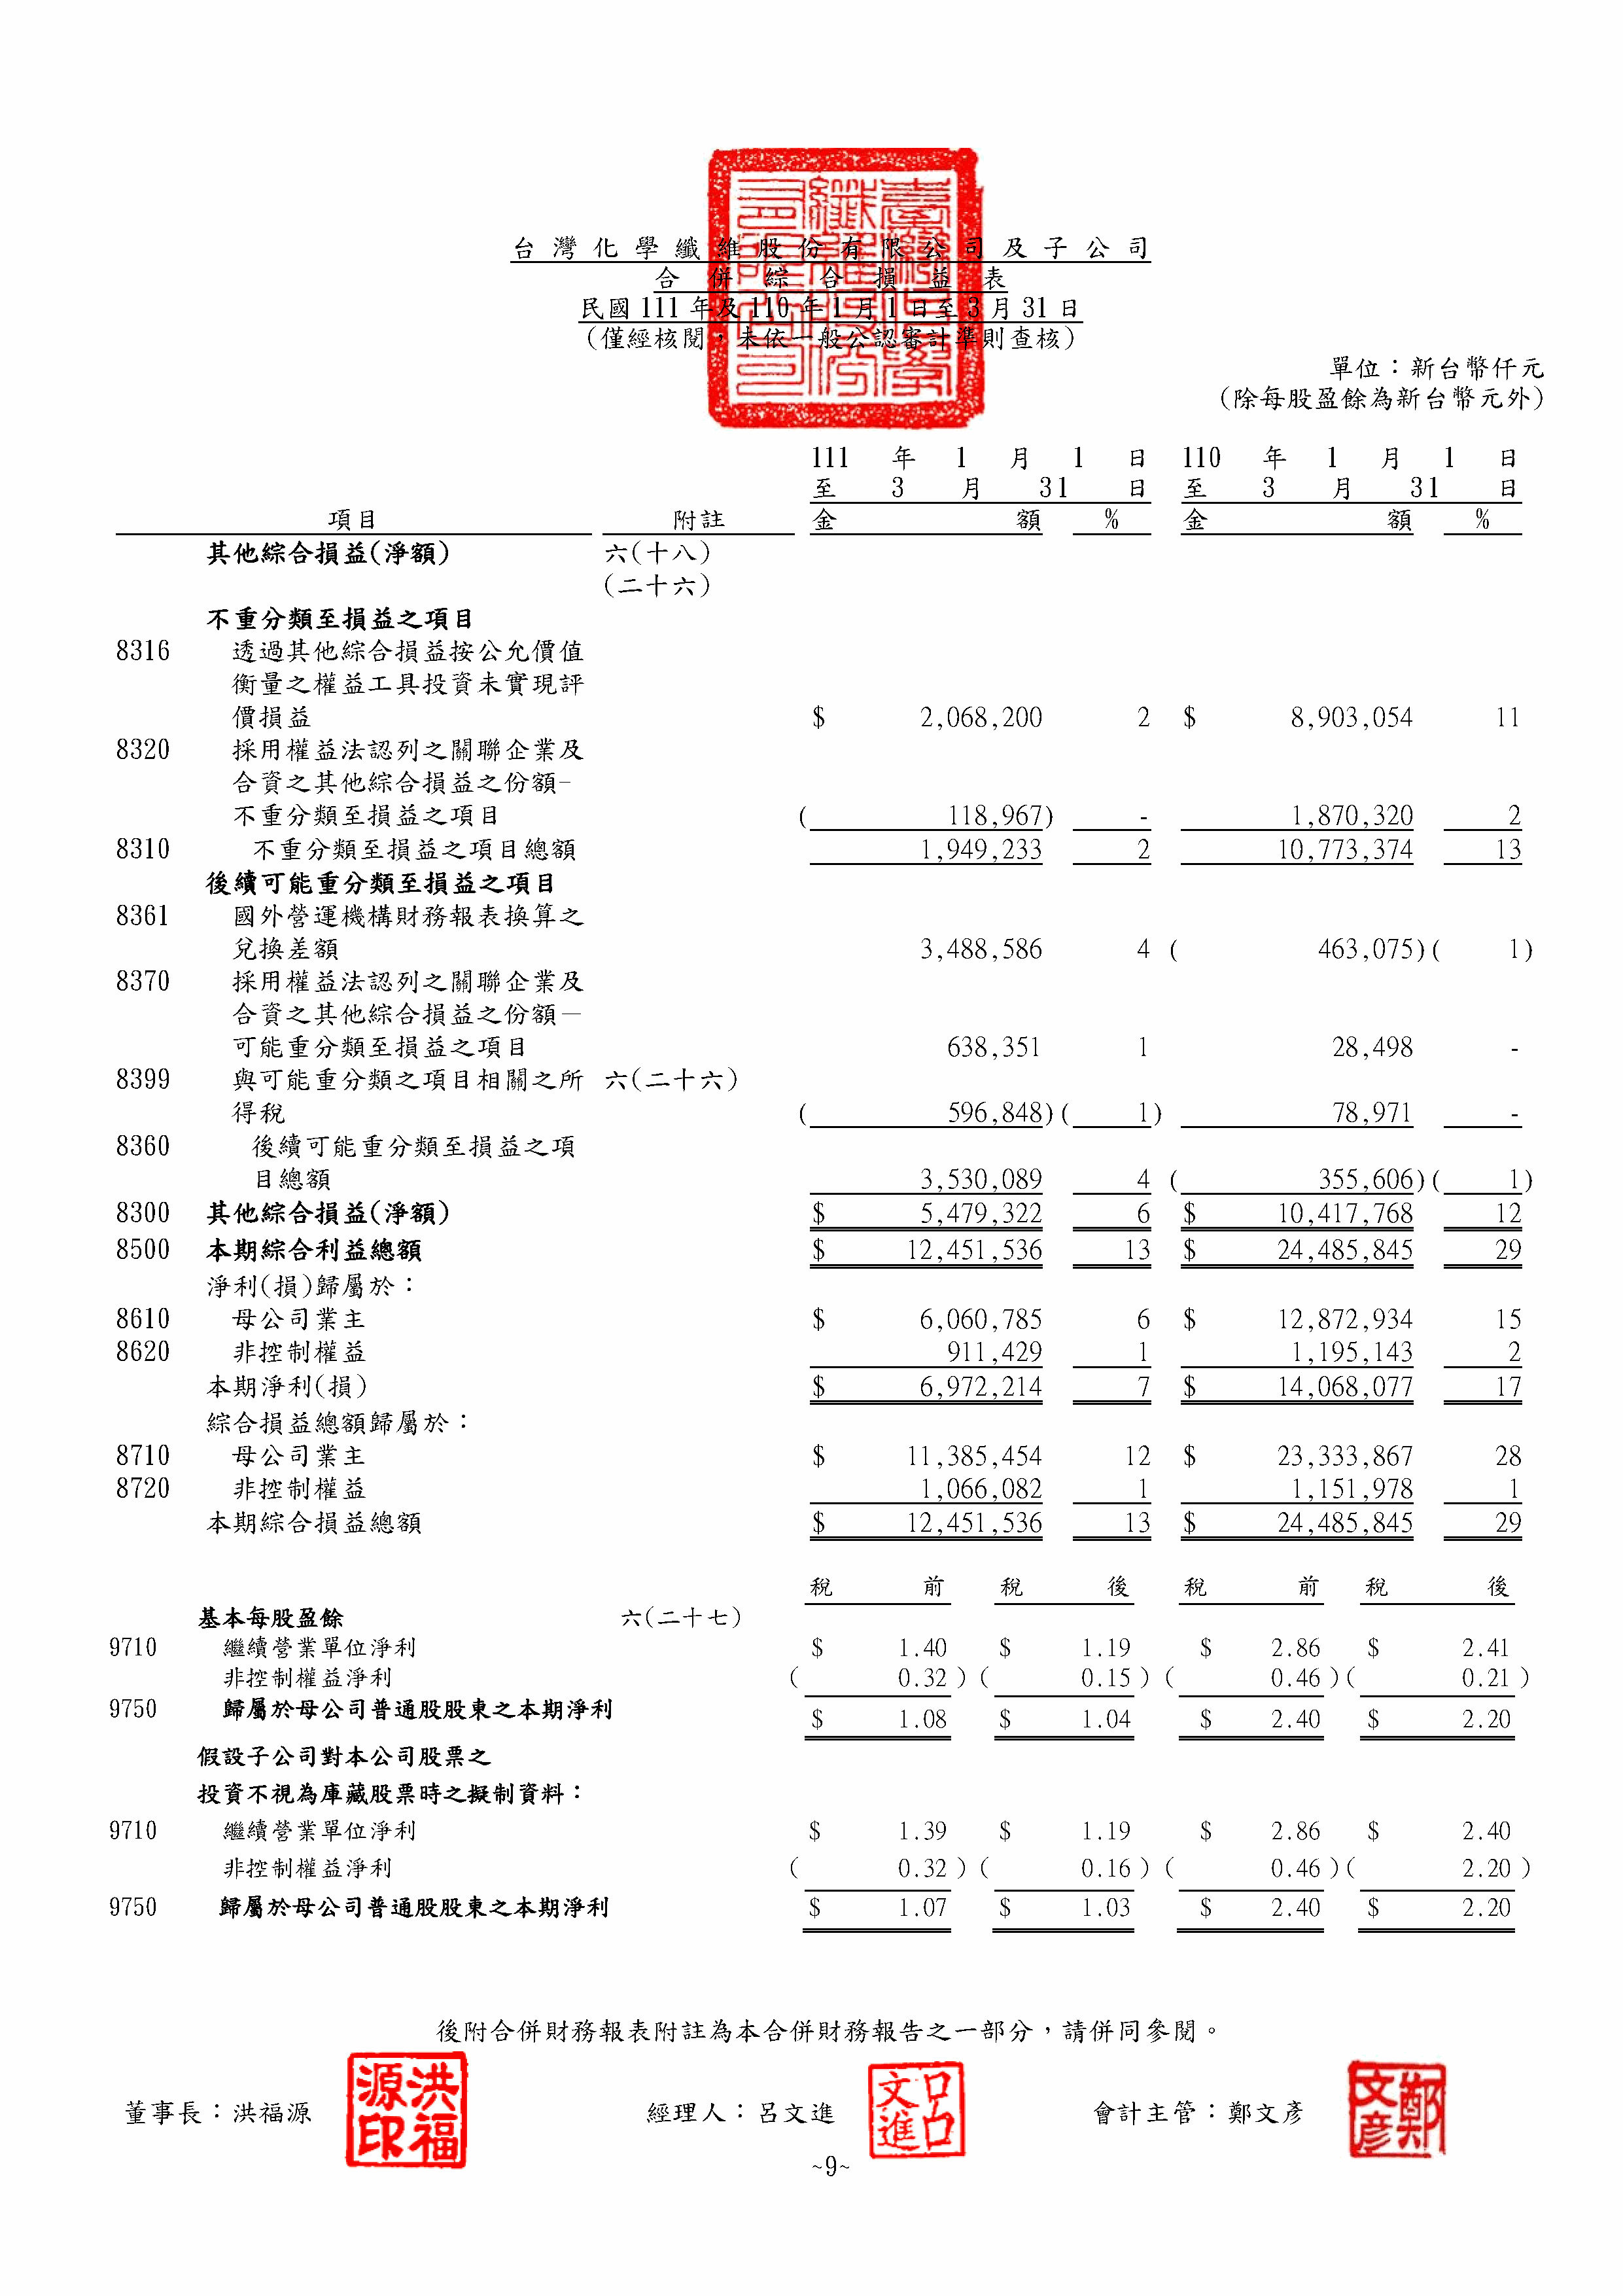 台灣化學纖維股份有限公司及子公司
合併綜合損益表
民國 111 年及 110 年 1 月 1 日至 3 月 31 日
(僅經核閱,未依一般公認審計準則查核)
單位:新台幣仟元
(除每股盈餘為新台幣元外)
111 年 1 月 1 日 110 年 1 月 1 日
至 3 月 31 日 至 3 月 31 日
項目 附註 金額 % 金額 %
其他綜合損益(淨額) 六(十八)
(二十六)
不重分類至損益之項目
8316 透過其他綜合損益按公允價值
衡量之權益工具投資未實現評
價損益 $ 2,068,200 2 $ 8,903,054 11
8320 採用權益法認列之關聯企業及
合資之其他綜合損益之份額-
不重分類至損益之項目 ( 118,967) - 1,870,320 2
8310 不重分類至損益之項目總額 1,949,233 2 10,773,374 13
後續可能重分類至損益之項目
8361 國外營運機構財務報表換算之
兌換差額 3,488,586 4 ( 463,075)( 1)
8370 採用權益法認列之關聯企業及
合資之其他綜合損益之份額－
可能重分類至損益之項目 638,351 1 28,498 -
8399 與可能重分類之項目相關之所 六(二十六)
得稅 ( 596,848)( 1) 78,971 -
8360 後續可能重分類至損益之項
目總額 3,530,089 4 ( 355,606)( 1)
8300 其他綜合損益(淨額) $ 5,479,322 6 $ 10,417,768 12
8500 本期綜合利益總額 $ 12,451,536 13 $ 24,485,845 29
淨利(損)歸屬於:
8610 母公司業主 $ 6,060,785 6 $ 12,872,934 15
8620 非控制權益 911,429 1 1,195,143 2
本期淨利(損) $ 6,972,214 7 $ 14,068,077 17
綜合損益總額歸屬於:
8710 母公司業主 $ 11,385,454 12 $ 23,333,867 28
8720 非控制權益 1,066,082 1 1,151,978 1
本期綜合損益總額 $ 12,451,536 13 $ 24,485,845 29
稅前 稅後 稅前 稅後
基本每股盈餘 六(二十七)
9710 繼續營業單位淨利 $ 1.40 $ 1.19 $ 2.86 $ 2.41
非控制權益淨利 ( 0.32 ) ( 0.15 ) ( 0.46 )( 0.21 )
9750 歸屬於母公司普通股股東之本期淨利 $ 1.08 $ 1.04 $ 2.40 $ 2.20
假設子公司對本公司股票之
投資不視為庫藏股票時之擬制資料:
9710 繼續營業單位淨利 $ 1.39 $ 1.19 $ 2.86 $ 2.40
非控制權益淨利 ( 0.32 ) ( 0.16 ) ( 0.46 )( 2.20 )
9750 歸屬於母公司普通股股東之本期淨利 $ 1.07 $ 1.03 $ 2.40 $ 2.20
後附合併財務報表附註為本合併財務報告之一部分,請併同參閱。
董事長:洪福源 洪福源印 經理人:呂文進 呂文進 會計主管:鄭文彥 鄭文彥
~9~